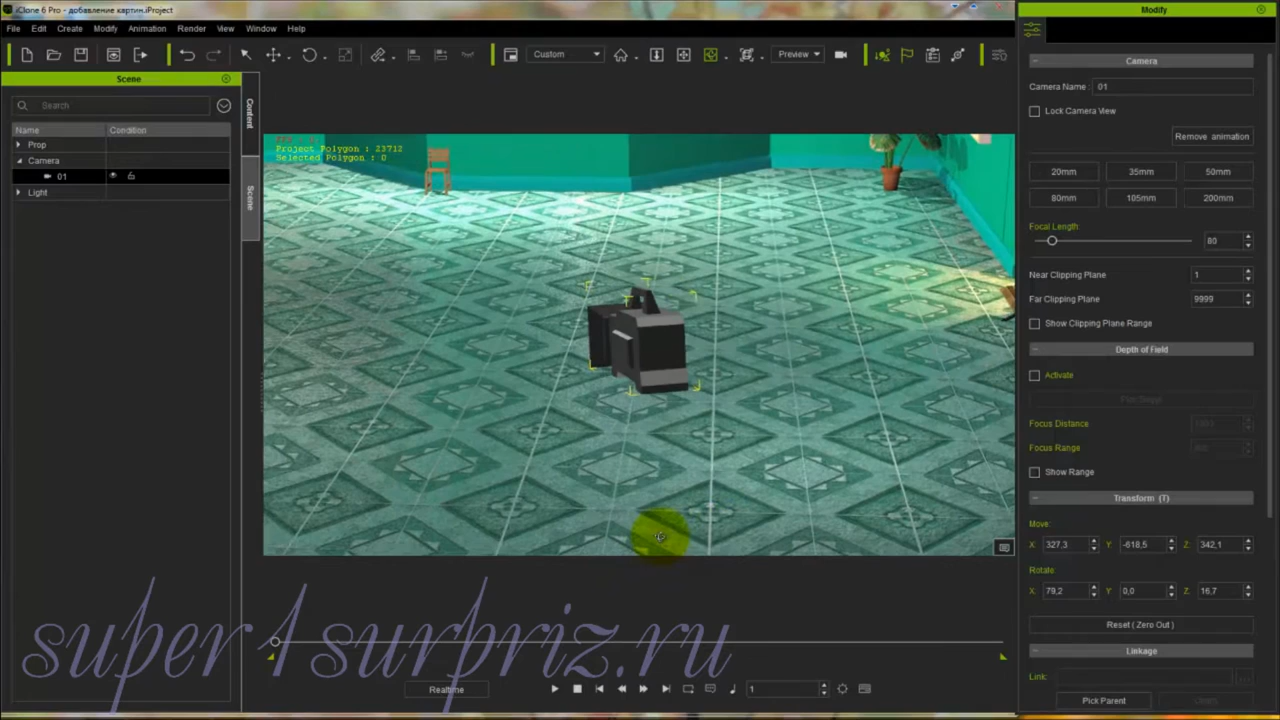 iClone 6 Pro - добавление картин.iProject
File Edit Create Modify Animation Render View Window Help
Custom
Preview
Scene
Search
Name Condition
Prop
Camera
01
Light
Content
Scene
Project Polygon : 23712
Selected Polygon : 0
super1surpriz.ru
Realtime
1
Modify
Camera
Camera Name : 01
Lock Camera View
Remove animation
20mm 35mm 50mm
80mm 105mm 200mm
Focal Length:
80
Near Clipping Plane 1
Far Clipping Plane 9999
Show Clipping Plane Range
Depth of Field
Activate
Focus Distance
Focus Range
Show Range
Transform (T)
Move:
X: 327,3 Y: -618,5 Z: 342,1
Rotate:
X: 79,2 Y: 0,0 Z: 16,7
Reset ( Zero Out )
Linkage
Link:
Pick Parent